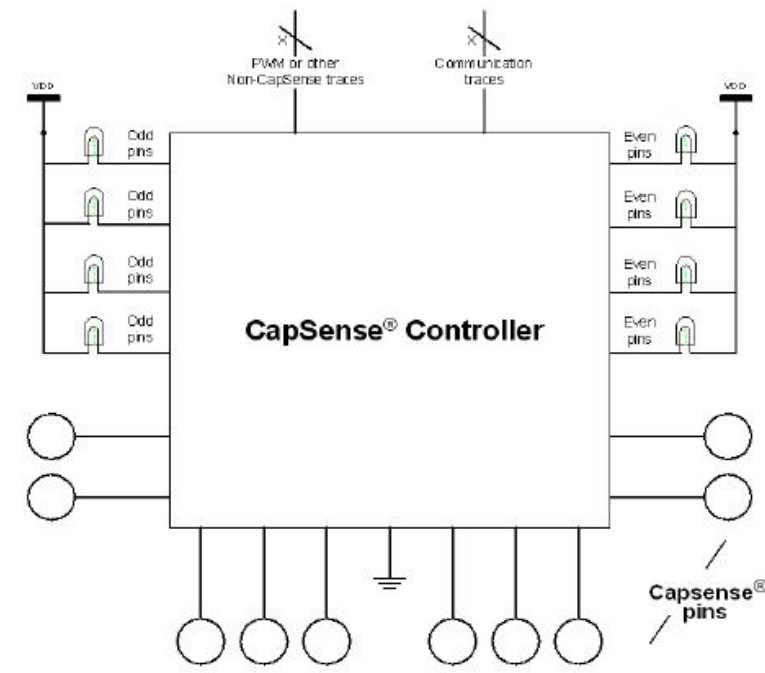 X
X
PWM or other
Non-CapSense traces
Communication
traces
VDD
VDD
Odd
pins
Even
pins
Odd
pins
Even
pins
Odd
pins
Even
pins
Odd
pins
Even
pins
CapSense® Controller
Capsense®
pins